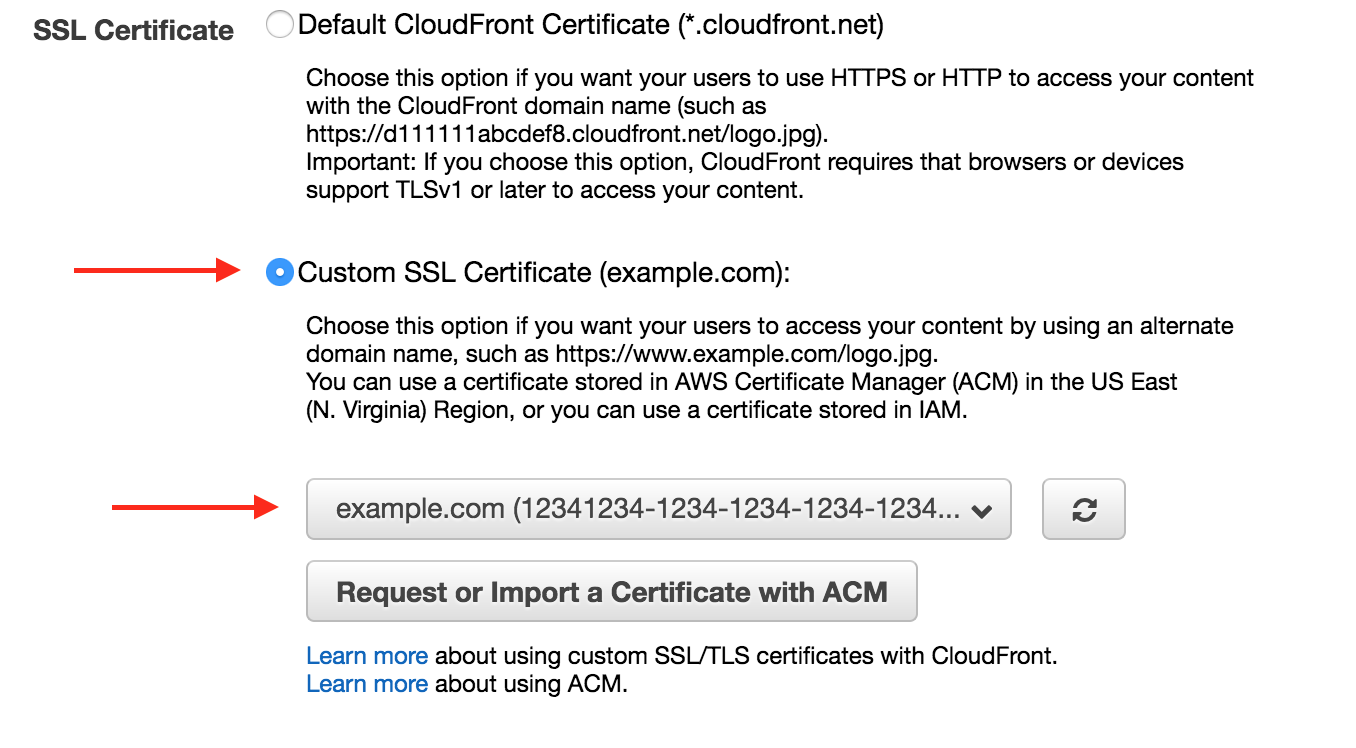 SSL Certificate
Default CloudFront Certificate (*.cloudfront.net)
Choose this option if you want your users to use HTTPS or HTTP to access your content
with the CloudFront domain name (such as
https://d111111abcdef8.cloudfront.net/logo.jpg).
Important: If you choose this option, CloudFront requires that browsers or devices
support TLSv1 or later to access your content.
Custom SSL Certificate (example.com):
Choose this option if you want your users to access your content by using an alternate
domain name, such as https://www.example.com/logo.jpg.
You can use a certificate stored in AWS Certificate Manager (ACM) in the US East
(N. Virginia) Region, or you can use a certificate stored in IAM.
example.com (12341234-1234-1234-1234-1234...
Request or Import a Certificate with ACM
Learn more about using custom SSL/TLS certificates with CloudFront.
Learn more about using ACM.